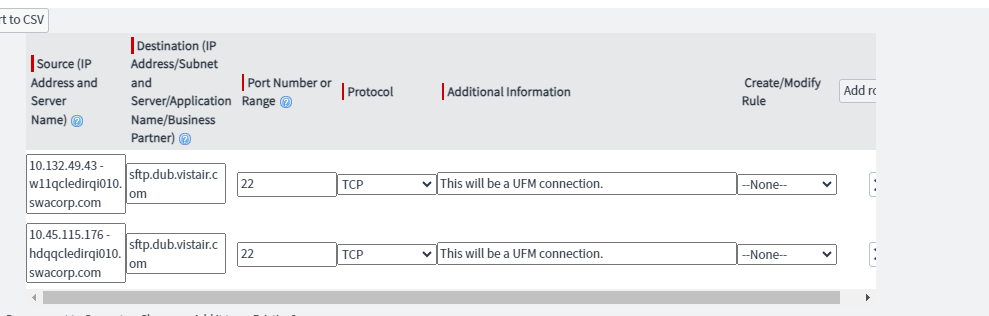 rt to CSV
Source (IP
Address and
Server
Name)
Destination (IP
Address/Subnet
and
Server/Application
Name/Business
Partner)
Port Number or
Range
Protocol
Additional Information
Create/Modify
Rule
Add ro
10.132.49.43 -
w11qcledirqi010.
swacorp.com
sftp.dub.vistair.c
om
22
TCP
This will be a UFM connection.
--None--
10.45.115.176 -
hdqqcledirqi010.
swacorp.com
sftp.dub.vistair.c
om
22
TCP
This will be a UFM connection.
--None--